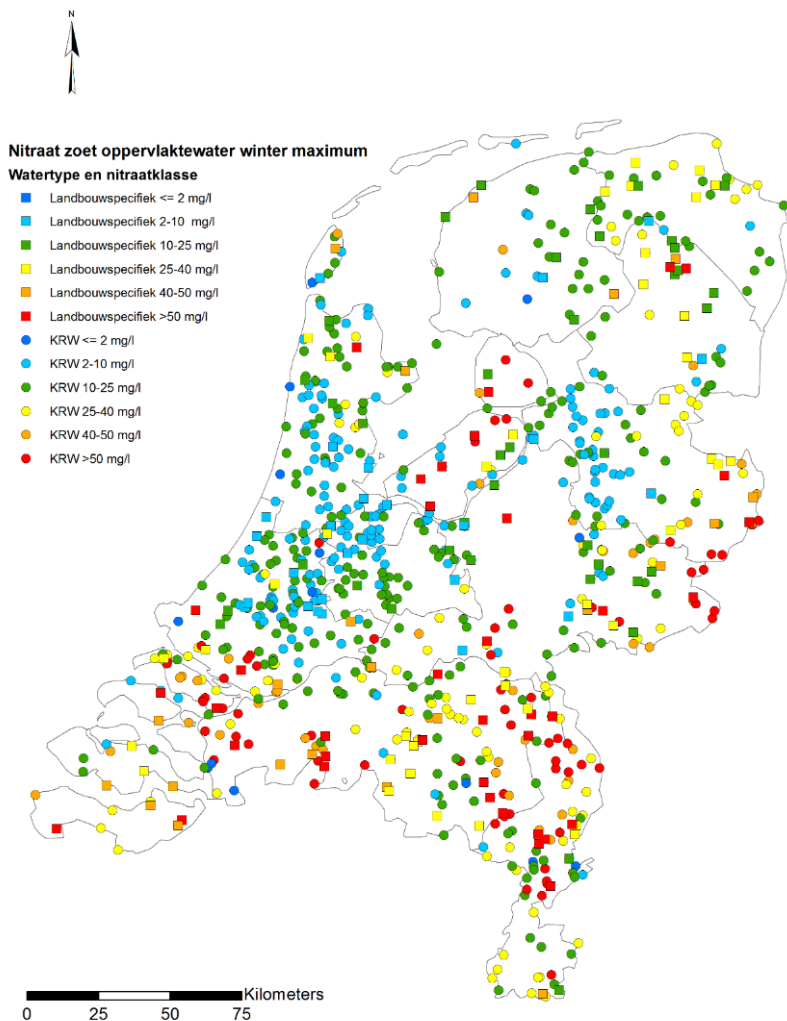 N
Nitraat zoet oppervlaktewater winter maximum
Watertype en nitraatklasse
Landbouwspecifiek <= 2 mg/l
Landbouwspecifiek 2-10 mg/l
Landbouwspecifiek 10-25 mg/l
Landbouwspecifiek 25-40 mg/l
Landbouwspecifiek 40-50 mg/l
Landbouwspecifiek >50 mg/l
KRW <= 2 mg/l
KRW 2-10 mg/l
KRW 10-25 mg/l
KRW 25-40 mg/l
KRW 40-50 mg/l
KRW >50 mg/l
Kilometers
0 25 50 75